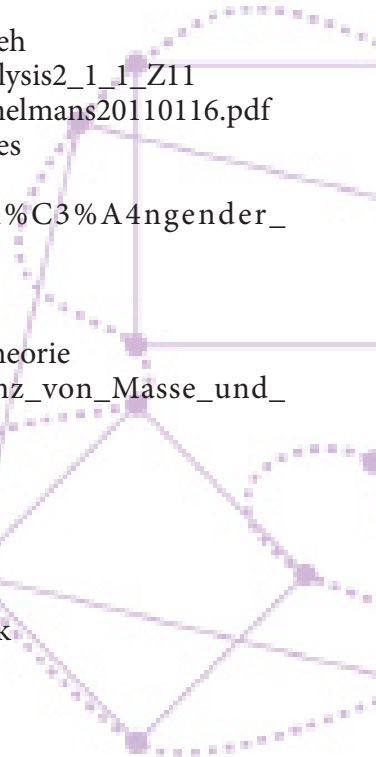 eh
lysis2_1_1_Z11
helmans20110116.pdf
es
%C3%A4ngender_
heorie
nz_von_Masse_und_
k